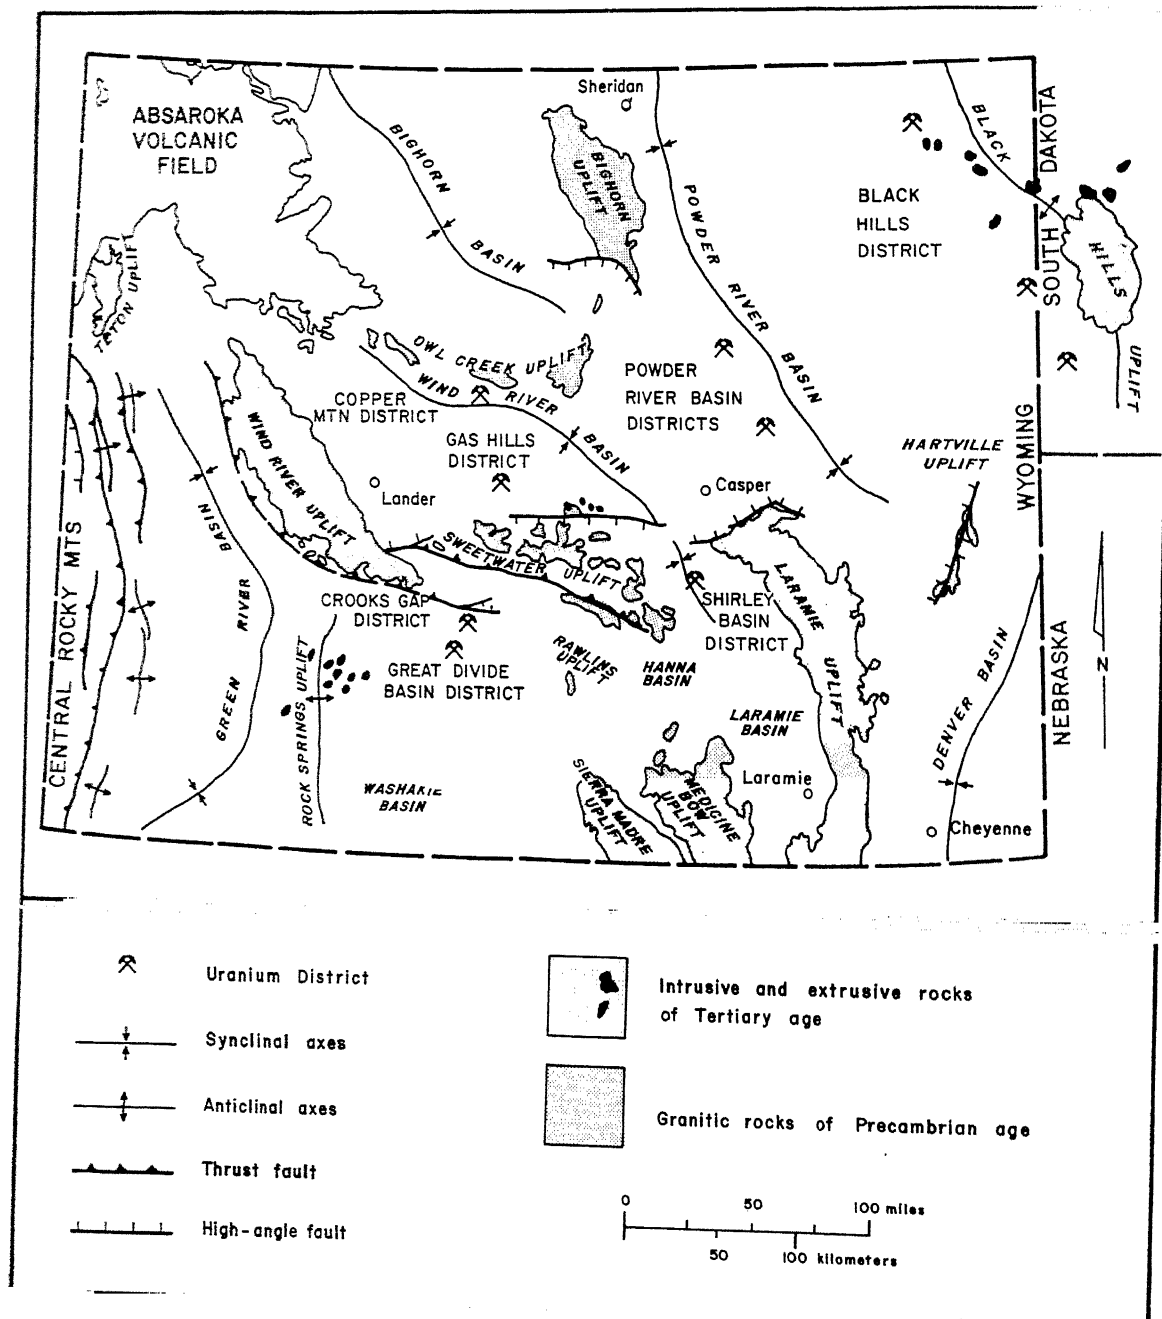 Sheridan
ABSAROKA
VOLCANIC
FIELD
BIGHORN
BASIN
BIGHORN
UPLIFT
POWDER
RIVER
BASIN
BLACK
HILLS
UPLIFT
SOUTH DAKOTA
BLACK
HILLS
DISTRICT
TETON UPLIFT
OWL CREEK UPLIFT
WIND
RIVER
BASIN
COPPER
MTN DISTRICT
GAS HILLS
DISTRICT
POWDER
RIVER BASIN
DISTRICTS
HARTVILLE
UPLIFT
WYOMING
Casper
Lander
WIND RIVER UPLIFT
SWEETWATER UPLIFT
CENTRAL ROCKY MTS
BASIN
RIVER
GREEN
CROOKS GAP
DISTRICT
ROCK SPRINGS UPLIFT
GREAT DIVIDE
BASIN DISTRICT
RAWLINS
UPLIFT
HANNA
BASIN
SHIRLEY
BASIN
DISTRICT
LARAMIE
UPLIFT
LARAMIE
BASIN
DENVER BASIN
NEBRASKA
N
WASHAKIE
BASIN
SIERRA MADRE
UPLIFT
MEDICINE
BOW
UPLIFT
Laramie
Cheyenne
Uranium District
Synclinal axes
Anticlinal axes
Thrust fault
High-angle fault
Intrusive and extrusive rocks
of Tertiary age
Granitic rocks of Precambrian age
0 50 100 miles
50 100 kilometers